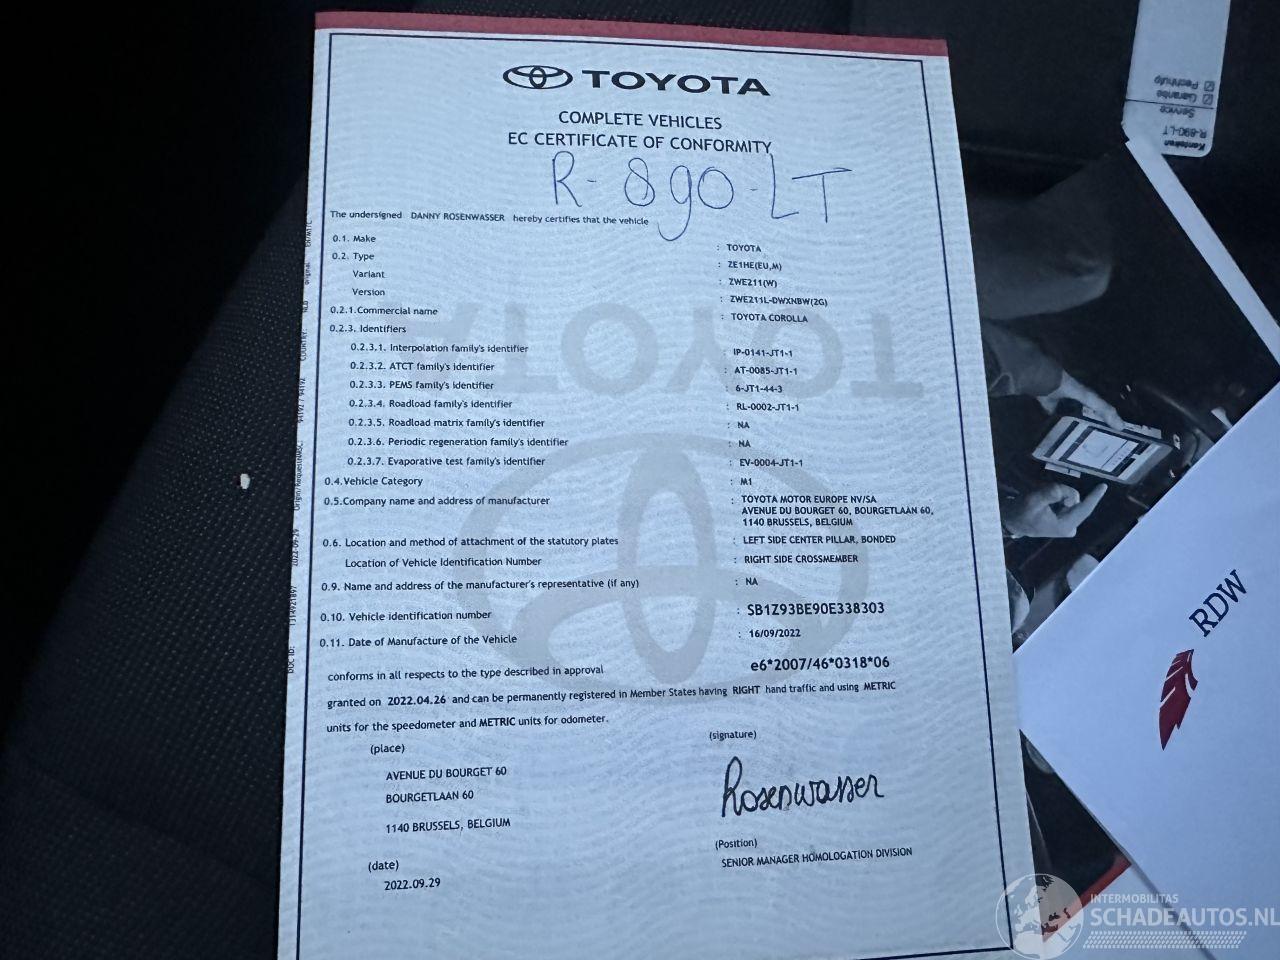 TOYOTA
COMPLETE VEHICLES
EC CERTIFICATE OF CONFORMITY
R-890-LT
The undersigned DANNY ROSENWASSER hereby certifies that the vehicle
0.1. Make : TOYOTA
0.2. Type : ZE1HE(EU,M)
Variant : ZWE211(W)
Version : ZWE211L-DWXNBW(2G)
0.2.1.Commercial name : TOYOTA COROLLA
0.2.3. Identifiers
0.2.3.1. Interpolation family's identifier : IP-0141-JT1-1
0.2.3.2. ATCT family's identifier : AT-0085-JT1-1
0.2.3.3. PEMS family's identifier : 6-JT1-44-3
0.2.3.4. Roadload family's identifier : RL-0002-JT1-1
0.2.3.5. Roadload matrix family's identifier : NA
0.2.3.6. Periodic regeneration family's identifier : NA
0.2.3.7. Evaporative test family's identifier : EV-0004-JT1-1
0.4.Vehicle Category : M1
0.5.Company name and address of manufacturer : TOYOTA MOTOR EUROPE NV/SA
AVENUE DU BOURGET 60, BOURGETLAAN 60,
1140 BRUSSELS, BELGIUM
0.6. Location and method of attachment of the statutory plates : LEFT SIDE CENTER PILLAR, BONDED
Location of Vehicle Identification Number : RIGHT SIDE CROSSMEMBER
0.9. Name and address of the manufacturer's representative (if any) : NA
0.10. Vehicle identification number : SB1Z93BE90E338303
0.11. Date of Manufacture of the Vehicle : 16/09/2022
conforms in all respects to the type described in approval e6*2007/46*0318*06
granted on 2022.04.26 and can be permanently registered in Member States having RIGHT hand traffic and using METRIC
units for the speedometer and METRIC units for odometer.
(place) (signature)
AVENUE DU BOURGET 60
BOURGETLAAN 60
1140 BRUSSELS, BELGIUM
Rosenwasser
(Position)
SENIOR MANAGER HOMOLOGATION DIVISION
(date)
2022.09.29
TOYOTA
Kenteken
R-890-LT
Service
Garantie
Pechhulp
RDW
INTERMOBILITAS
SCHADEAUTOS.NL